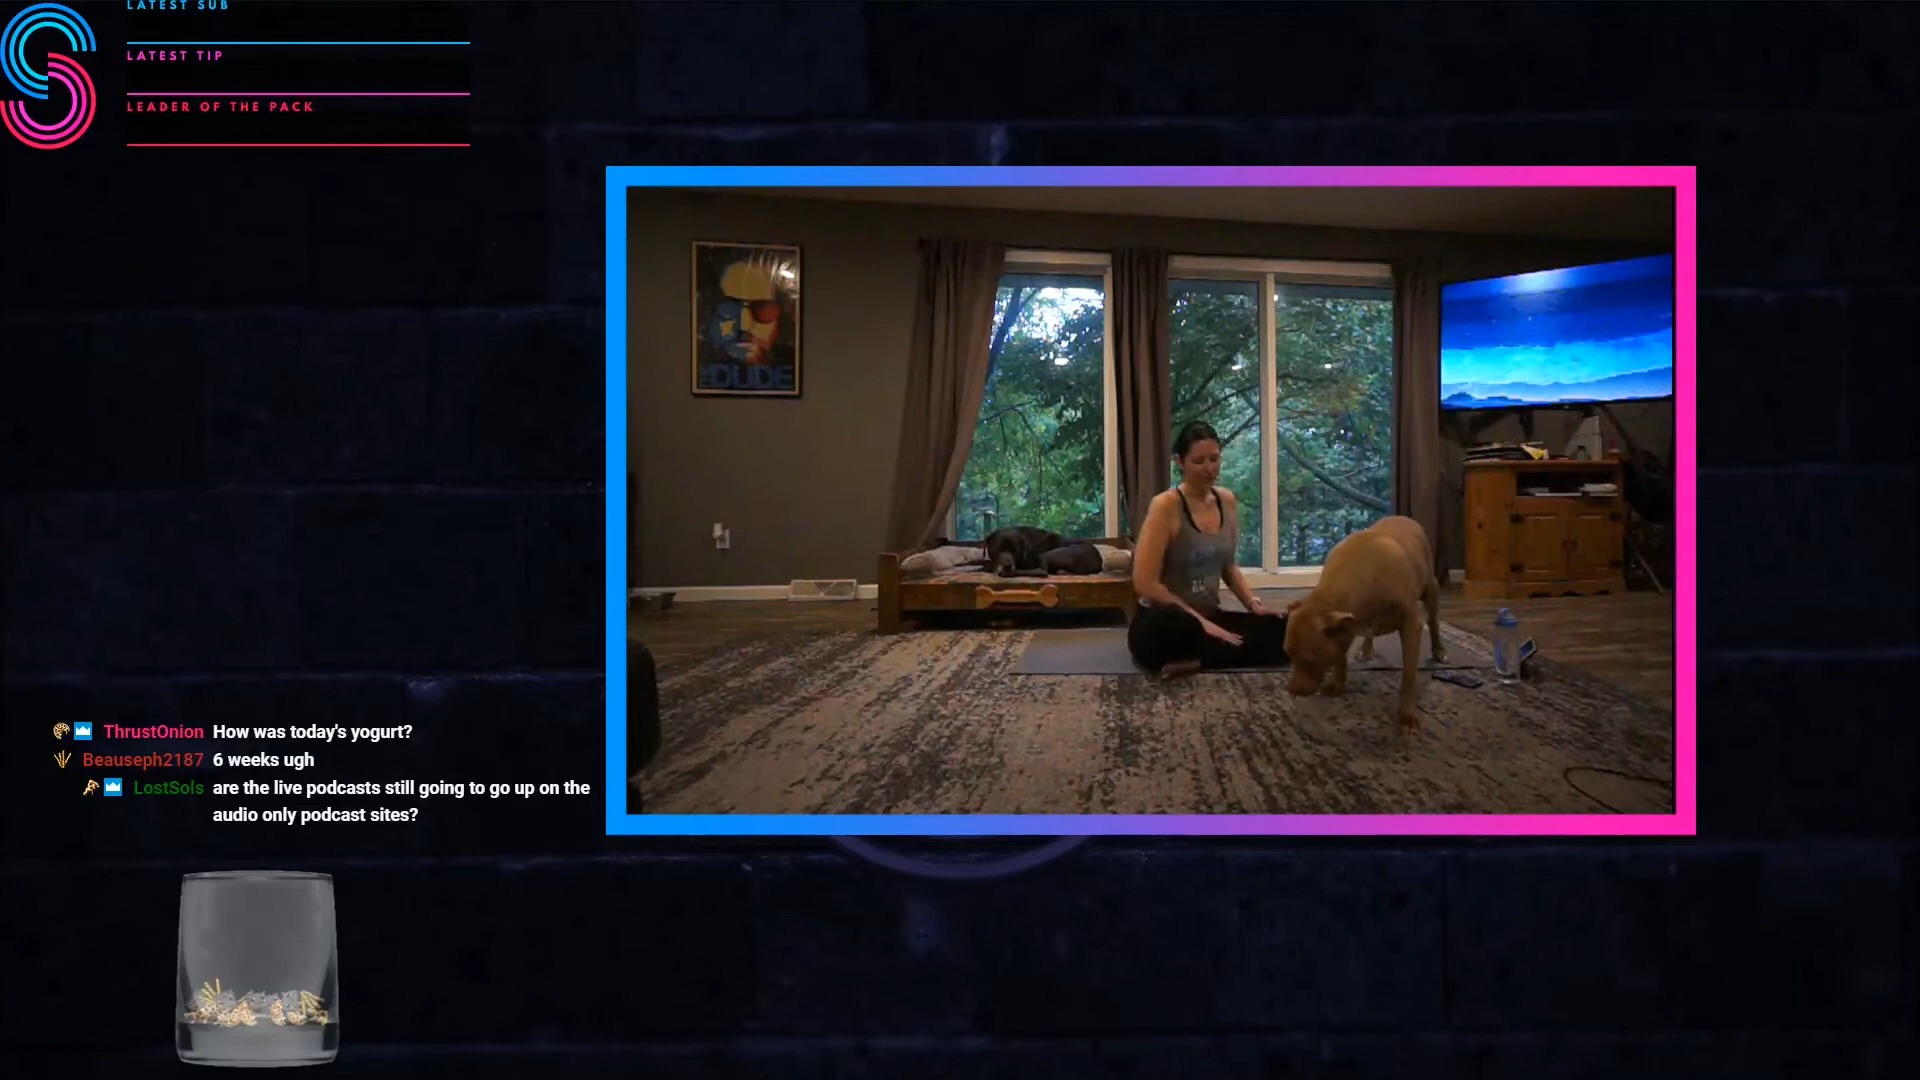 LATEST SUB
LATEST TIP
LEADER OF THE PACK
DUDE
ThrustOnion How was today's yogurt?
Beauseph2187 6 weeks ugh
LostSols are the live podcasts still going to go up on the
audio only podcast sites?